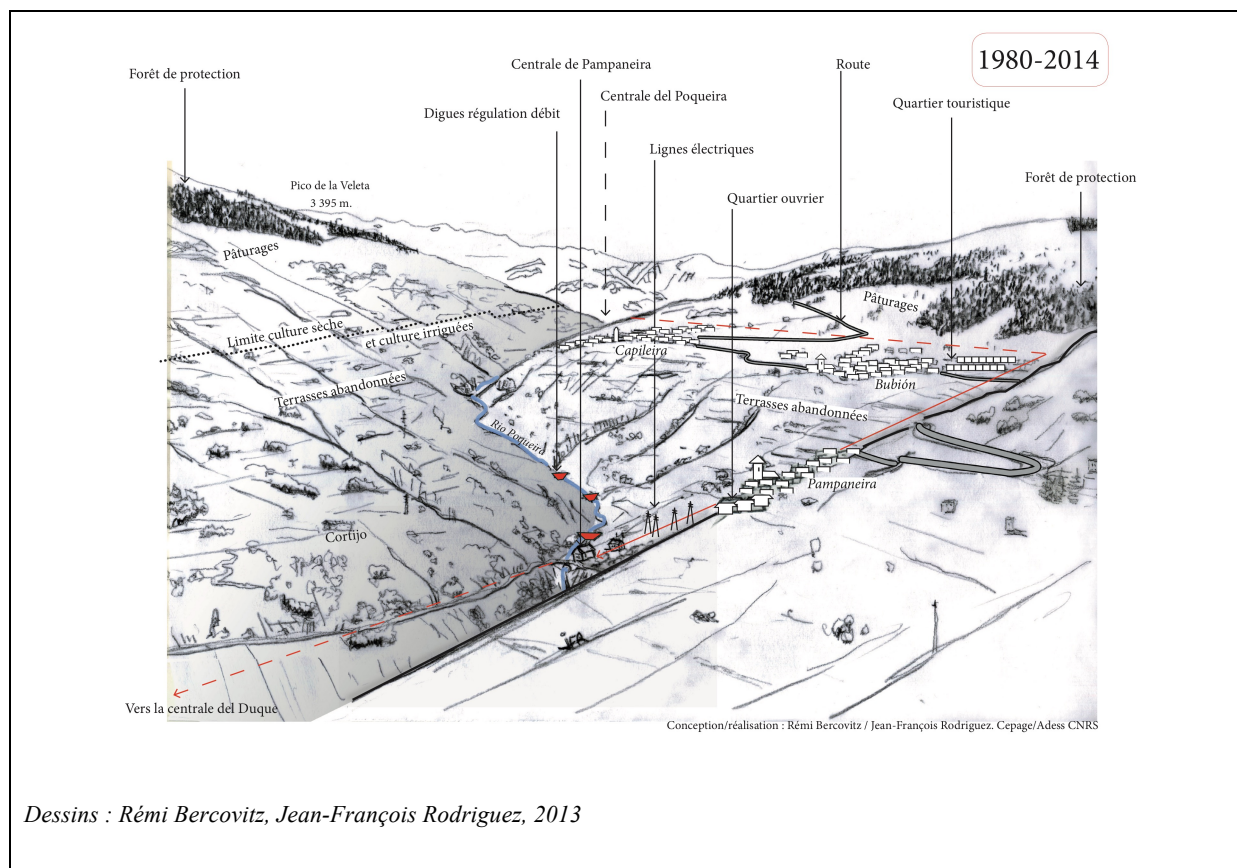 1980-2014
Centrale de Pampaneira
Route
Forêt de protection
Centrale del Poqueira
Quartier touristique
Digues régulation débit
Lignes électriques
Forêt de protection
Pico de la Veleta
3 395 m.
Quartier ouvrier
Pâturages
Pâturages
Limite culture sèche
et culture irriguées
Capileira
Bubión
Terrasses abandonnées
Terrasses abandonnées
Rio Poqueira
Pampaneira
Cortijo
Vers la centrale del Duque
Conception/réalisation : Rémi Bercovitz / Jean-François Rodriguez. Cepage/Adess CNRS
Dessins : Rémi Bercovitz, Jean-François Rodriguez, 2013